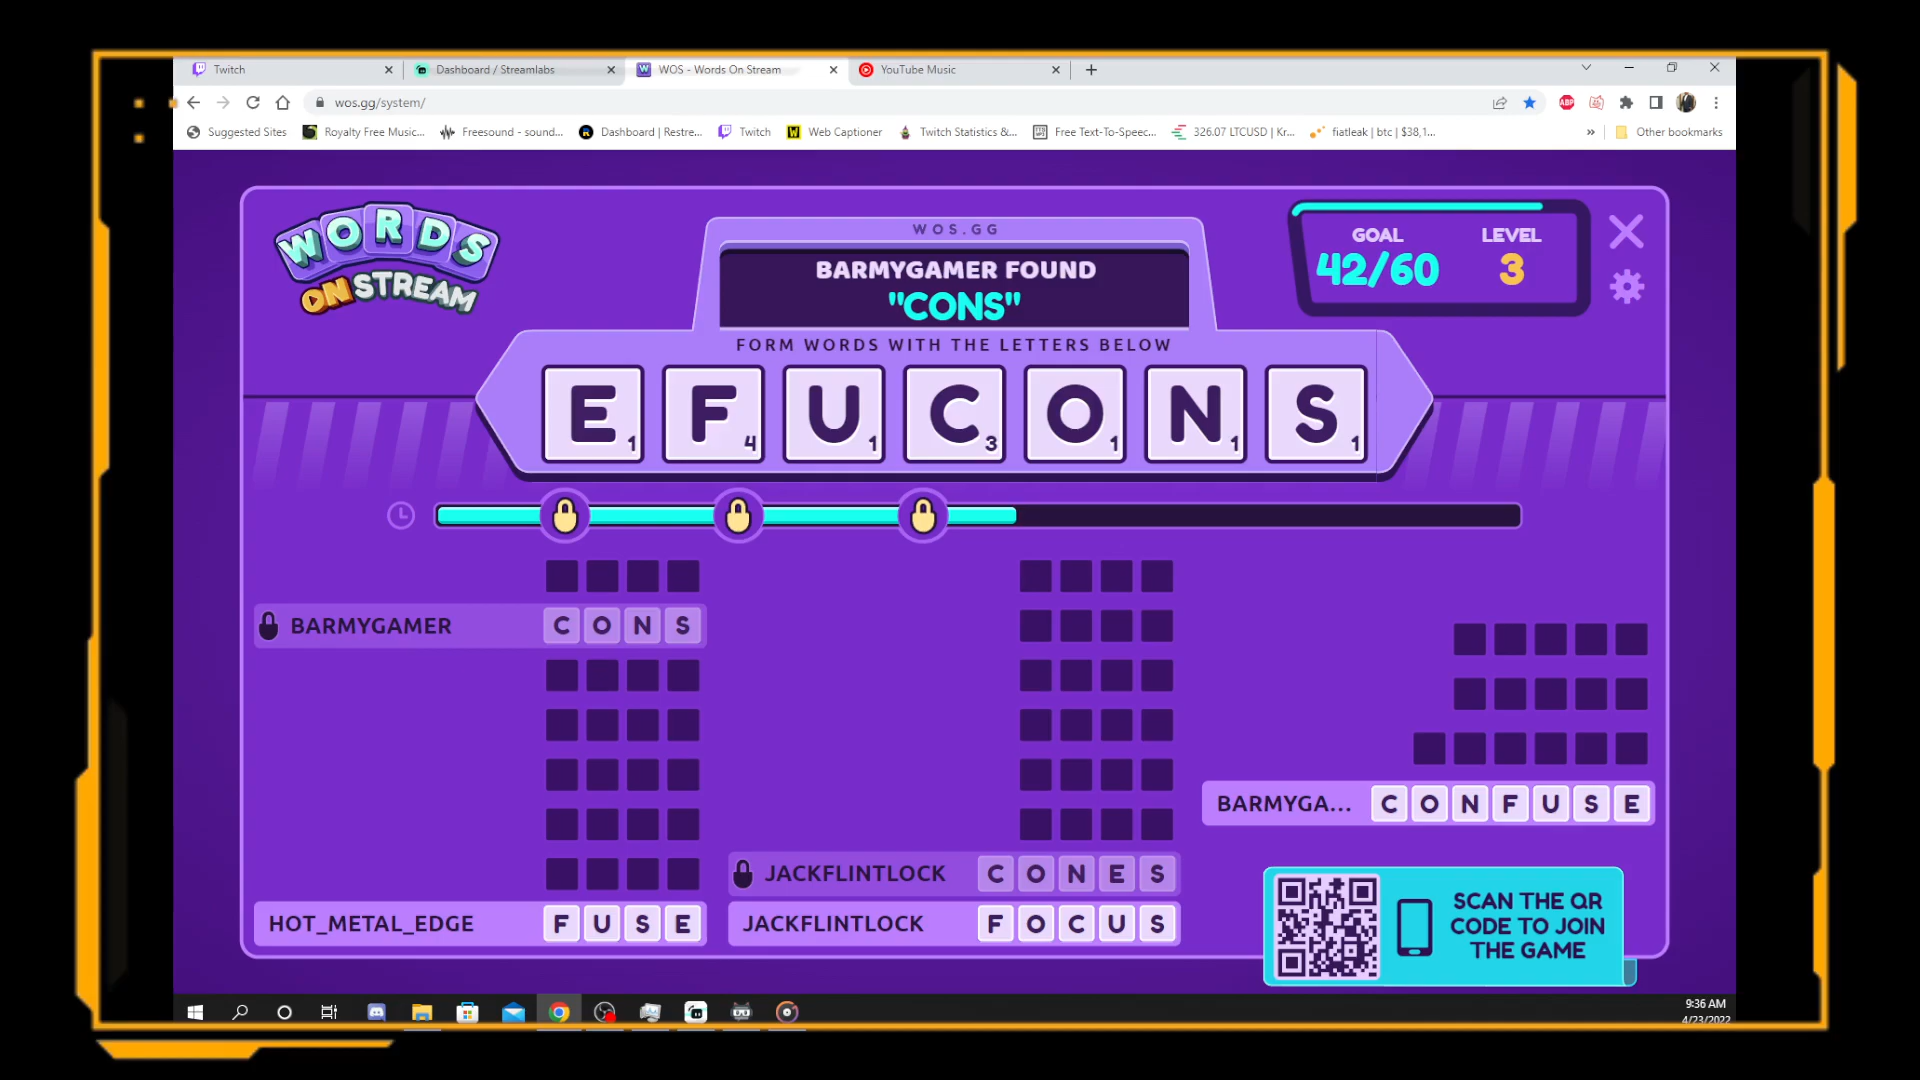 Twitch
Dashboard / Streamlabs
WOS - Words On Stream
YouTube Music
wos.gg/system/
Suggested Sites
Royalty Free Music...
Freesound - sound...
Dashboard | Restre...
Twitch
Web Captioner
Twitch Statistics &...
Free Text-To-Speec...
326.07 LTCUSD | Kr...
fiatleak | btc | $38,1...
»
Other bookmarks
WORDS
ON STREAM
WOS.GG
BARMYGAMER FOUND
"CONS"
GOAL
42/60
LEVEL
3
FORM WORDS WITH THE LETTERS BELOW
E 1 F 4 U 1 C 3 O 1 N 1 S 1
BARMYGAMER C O N S
BARMYGA... C O N F U S E
JACKFLINTLOCK C O N E S
HOT_METAL_EDGE F U S E
JACKFLINTLOCK F O C U S
SCAN THE QR
CODE TO JOIN
THE GAME
9:36 AM
4/23/2022